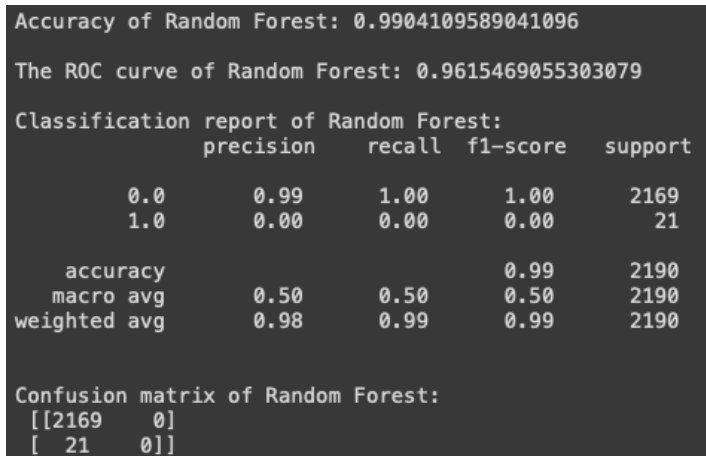 Accuracy of Random Forest: 0.9904109589041096
The ROC curve of Random Forest: 0.9615469055303079
Classification report of Random Forest:
precision recall f1-score support
0.0 0.99 1.00 1.00 2169
1.0 0.00 0.00 0.00 21
accuracy 0.99 2190
macro avg 0.50 0.50 0.50 2190
weighted avg 0.98 0.99 0.99 2190
Confusion matrix of Random Forest:
[[2169 0]
[ 21 0]]